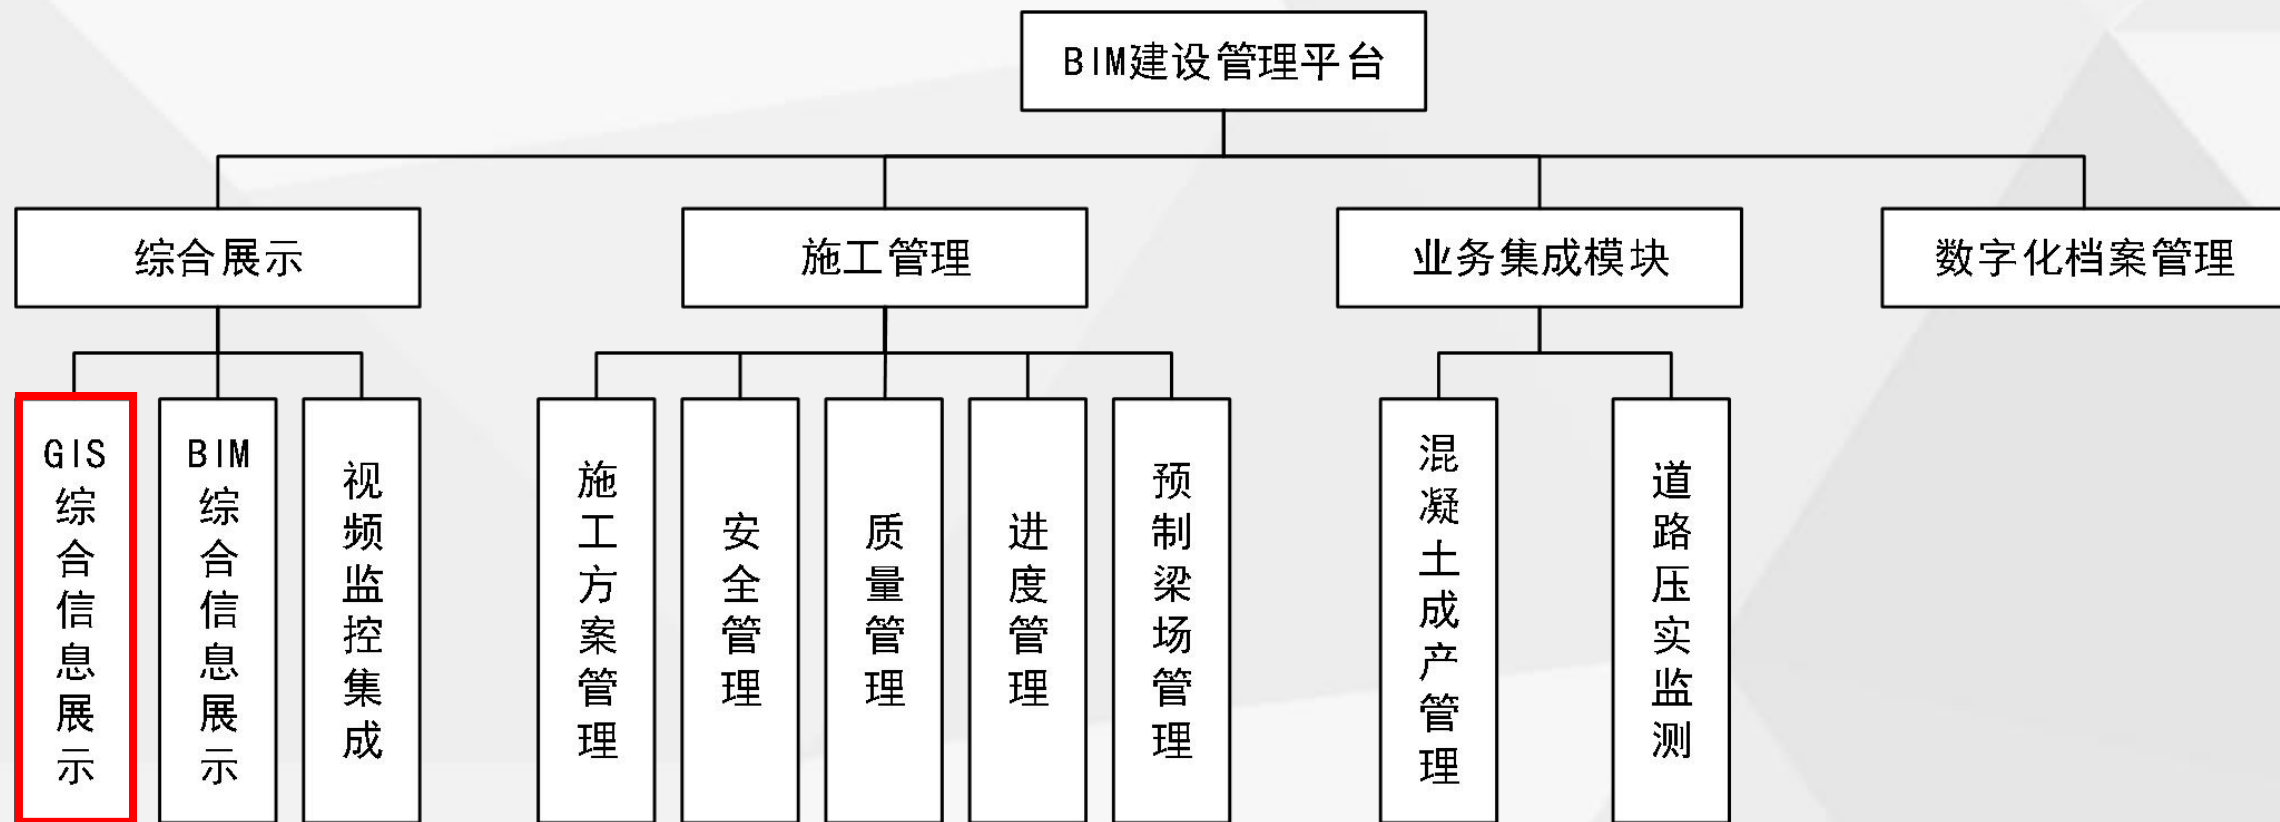 BIM建设管理平台
综合展示
施工管理
业务集成模块
数字化档案管理
GIS综合信息展示
BIM综合信息展示
视频监控集成
施工方案管理
安全管理
质量管理
进度管理
预制梁场管理
混凝土成产管理
道路压实监测